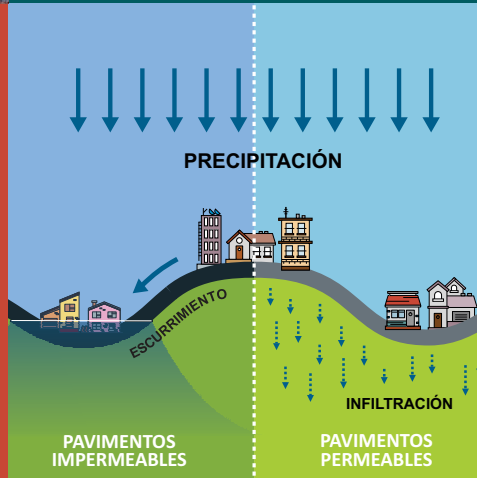 PRECIPITACIÓN
ESCURRIMIENTO
INFILTRACIÓN
PAVIMENTOS
IMPERMEABLES
PAVIMENTOS
PERMEABLES